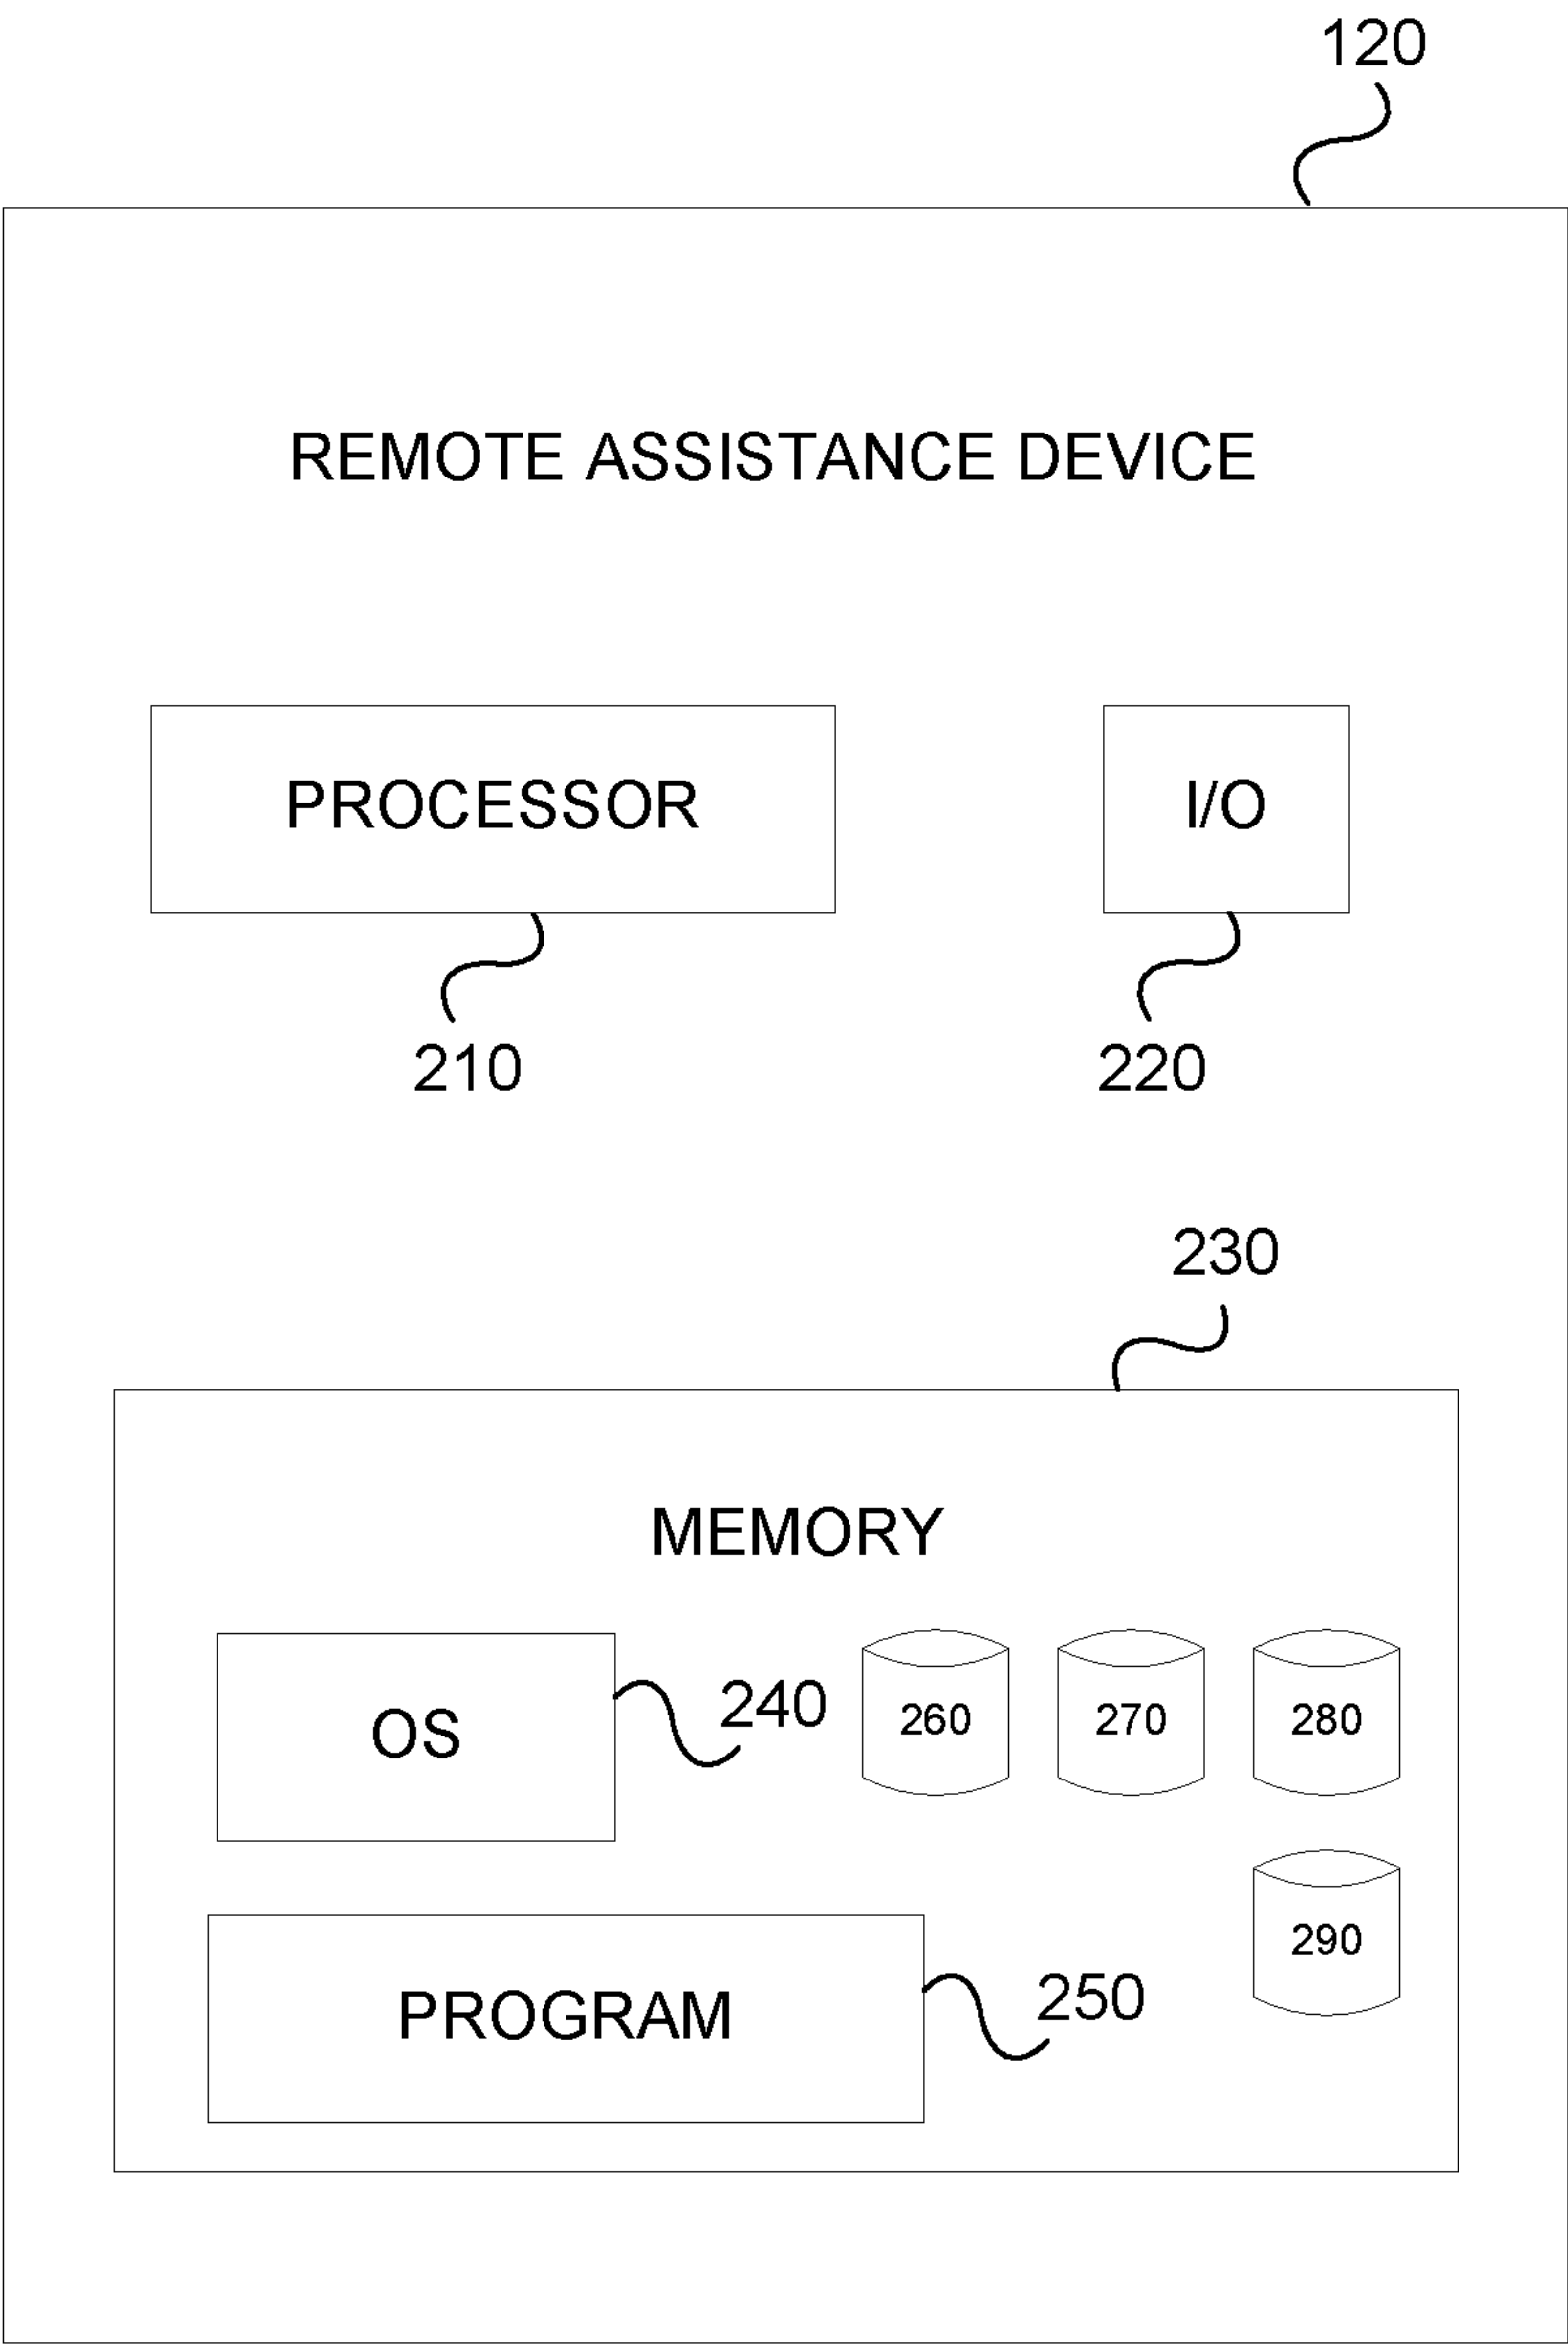 120
REMOTE ASSISTANCE DEVICE
PROCESSOR
I/O
210
220
230
MEMORY
OS
240
260
270
280
290
PROGRAM
250